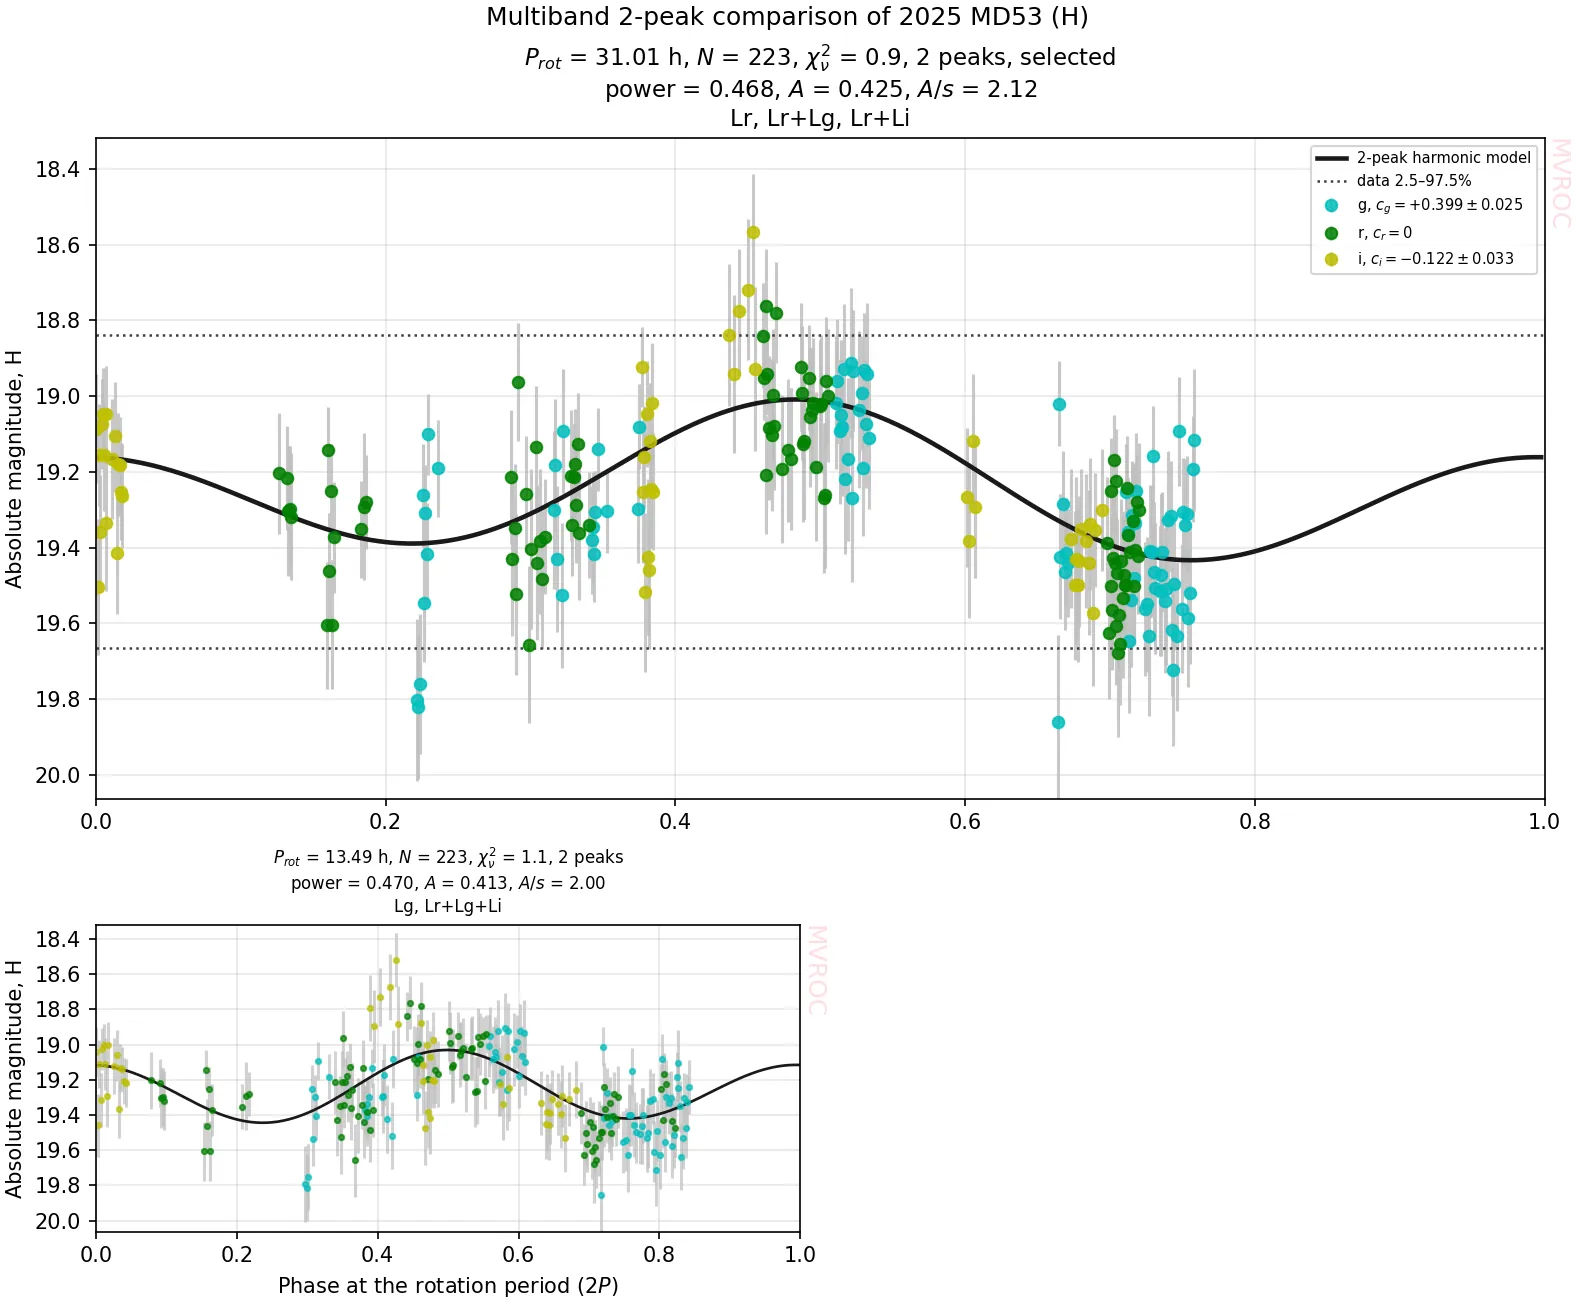 Multiband 2-peak comparison of 2025 MD53 (H)
P_rot = 31.01 h, N = 223, χ²_ν = 0.9, 2 peaks, selected
power = 0.468, A = 0.425, A/s = 2.12
Lr, Lr+Lg, Lr+Li
2-peak harmonic model
data 2.5–97.5%
g, c_g = +0.399 ± 0.025
r, c_r = 0
i, c_i = −0.122 ± 0.033
MVROC
Absolute magnitude, H
18.4
18.6
18.8
19.0
19.2
19.4
19.6
19.8
20.0
0.0 0.2 0.4 0.6 0.8 1.0
P_rot = 13.49 h, N = 223, χ²_ν = 1.1, 2 peaks
power = 0.470, A = 0.413, A/s = 2.00
Lg, Lr+Lg+Li
MVROC
Absolute magnitude, H
18.4
18.6
18.8
19.0
19.2
19.4
19.6
19.8
20.0
0.0 0.2 0.4 0.6 0.8 1.0
Phase at the rotation period (2P)